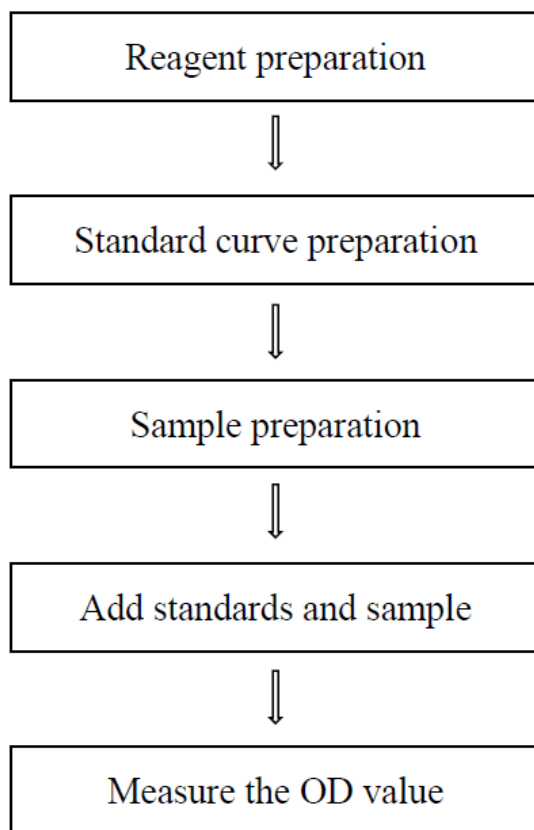 Reagent preparation
Standard curve preparation
Sample preparation
Add standards and sample
Measure the OD value